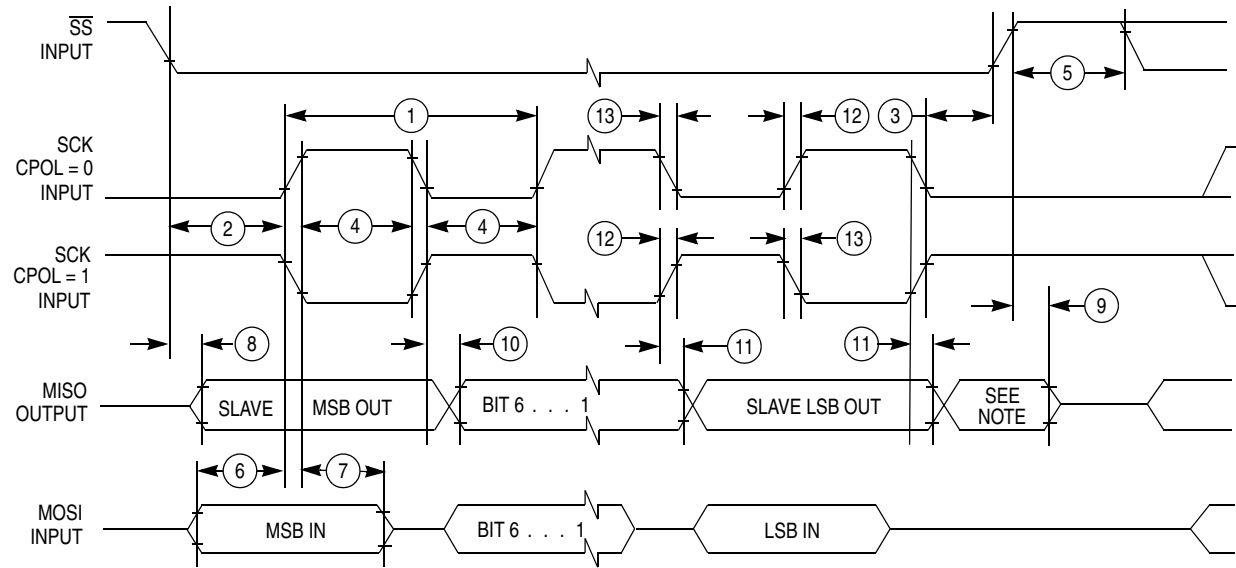 S̅S̅
INPUT
5
1
13
12
3
SCK
CPOL = 0
INPUT
2
4
4
SCK
CPOL = 1
INPUT
12
13
9
8
10
11
11
MISO
OUTPUT
SLAVE
MSB OUT
BIT 6 . . . 1
SLAVE LSB OUT
SEE
NOTE
6
7
MOSI
INPUT
MSB IN
BIT 6 . . . 1
LSB IN